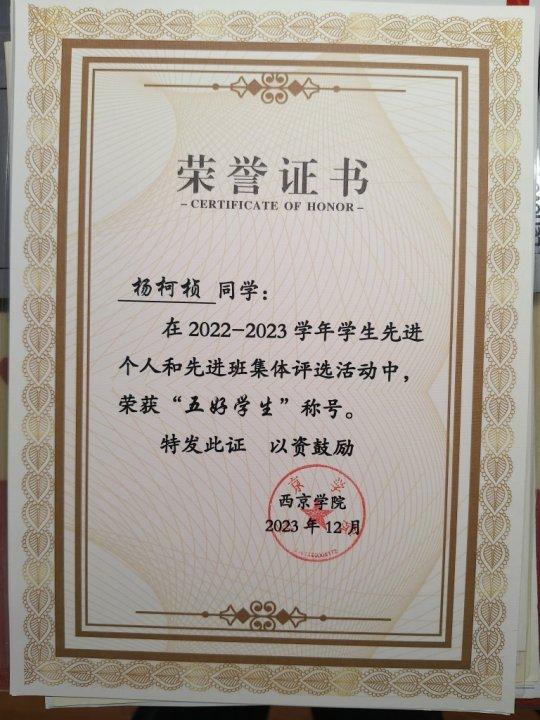 荣誉证书
-CERTIFICATE OF HONOR-
杨柯桢 同学：
在2022-2023学年学生先进
个人和先进班集体评选活动中，
荣获“五好学生”称号。
特发此证 以资鼓励
西京学院
2023年12月